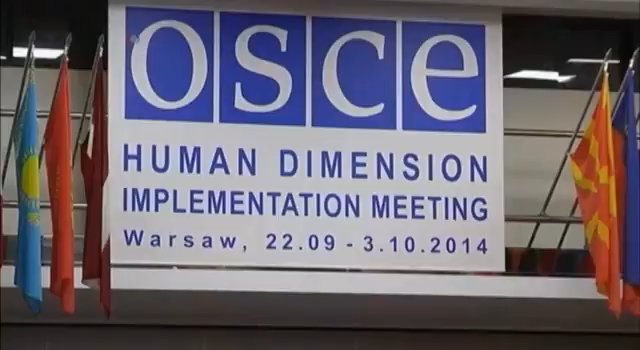 OSCE
HUMAN DIMENSION
IMPLEMENTATION MEETING
Warsaw, 22.09 - 3.10.2014